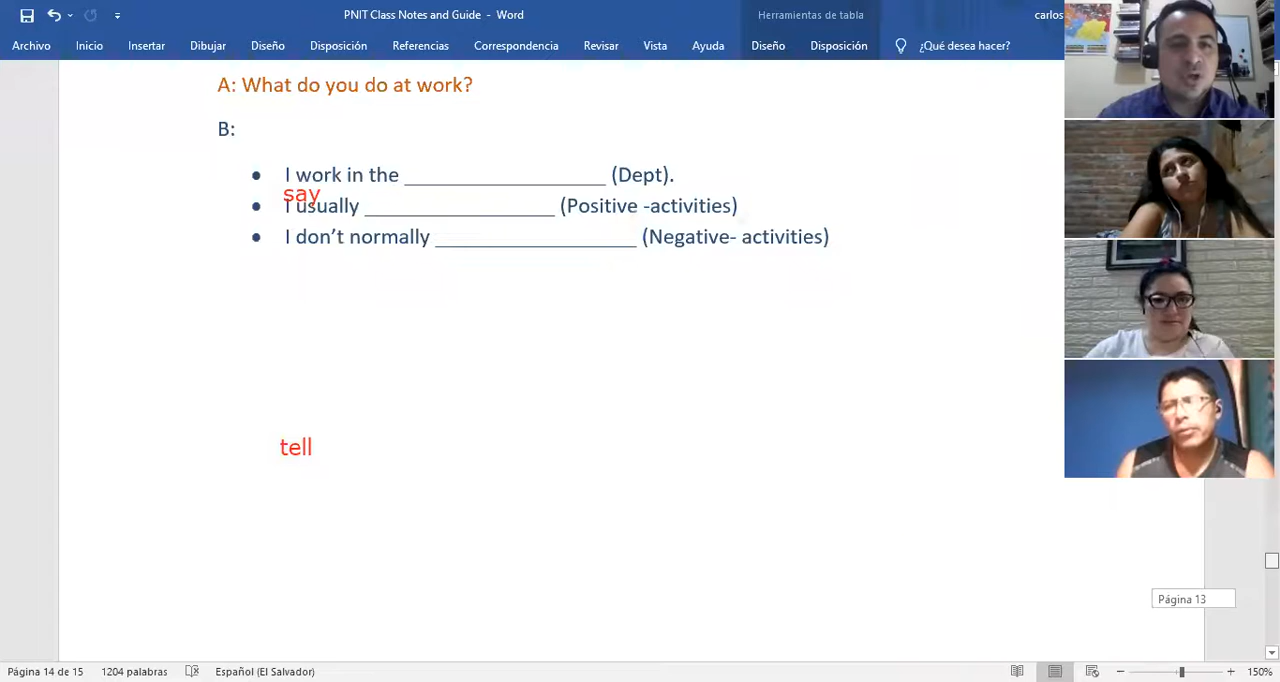 PNIT Class Notes and Guide - Word
Herramientas de tabla
carlos
Archivo Inicio Insertar Dibujar Diseño Disposición Referencias Correspondencia Revisar Vista Ayuda Diseño Disposición ¿Qué desea hacer?
A: What do you do at work?
B:
• I work in the ____________________ (Dept).
say
• I usually ___________________ (Positive -activities)
• I don’t normally ____________________ (Negative- activities)
tell
Página 13
Página 14 de 15 1204 palabras Español (El Salvador) 150%